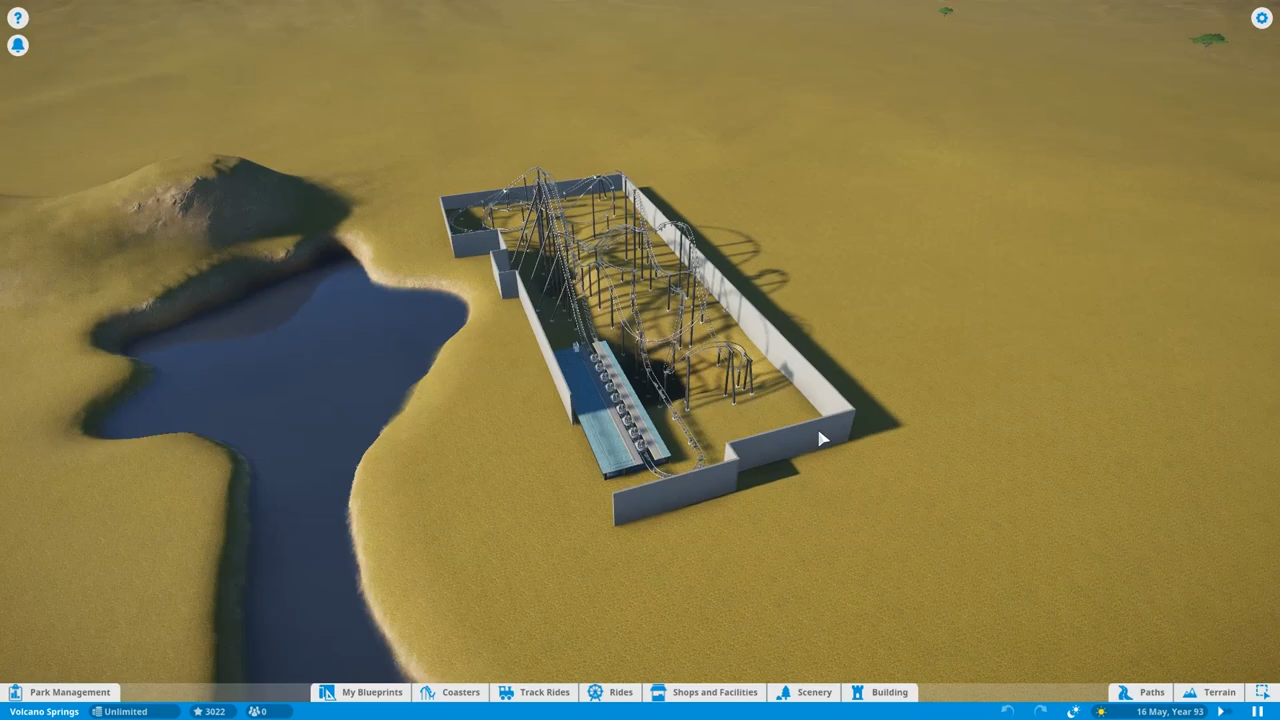 ?
Park Management
My Blueprints
Coasters
Track Rides
Rides
Shops and Facilities
Scenery
Building
Paths
Terrain
Volcano Springs
Unlimited
3022
0
16 May, Year 93